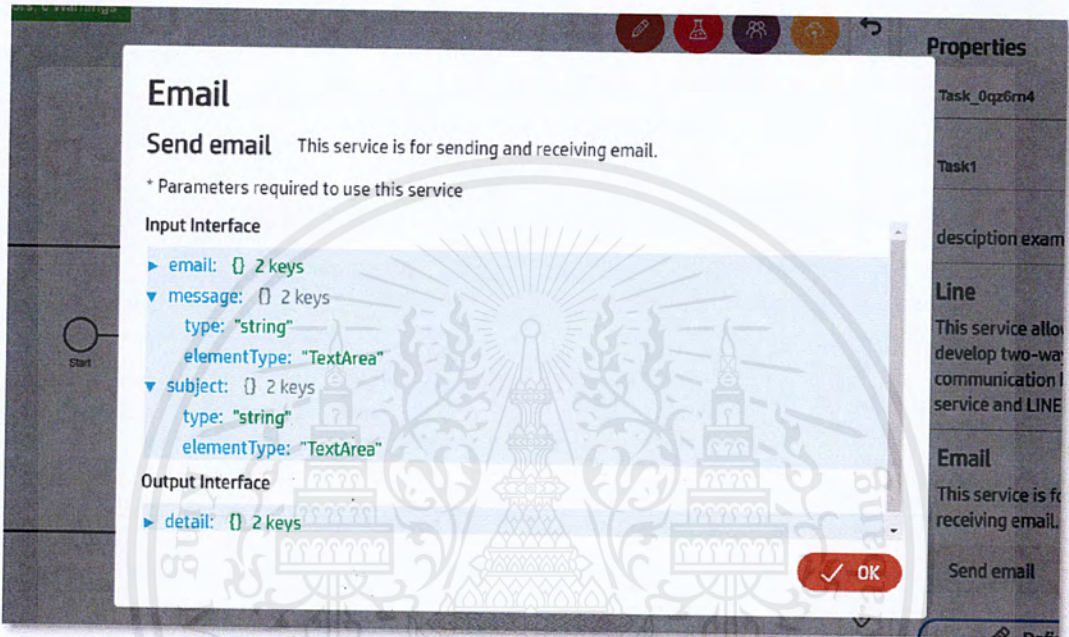 Warnings
Properties
Task_0qz6rn4
Task1
desciption exam
Line
This service allow
develop two-way
communication
service and LINE
Email
This service is fo
receiving email.
Send email
Email
Send email This service is for sending and receiving email.
* Parameters required to use this service
Input Interface
► email: {} 2 keys
▼ message: {} 2 keys
type: "string"
elementType: "TextArea"
▼ subject: {} 2 keys
type: "string"
elementType: "TextArea"
Output Interface
► detail: {} 2 keys
OK
Start